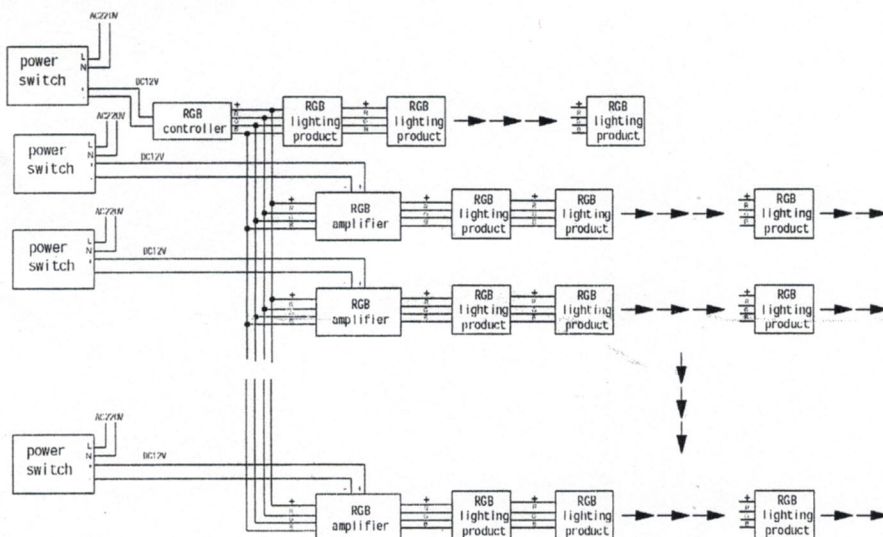 AC220V
power
switch
L
N
+
-
DC12V
RGB
controller
+
R
G
B
RGB
lighting
product
+
R
G
B
RGB
lighting
product
+
R
G
B
RGB
lighting
product
AC220V
power
switch
L
N
+
-
DC12V
- +
+
R
G
B
RGB
amplifier
+
R
G
B
RGB
lighting
product
+
R
G
B
RGB
lighting
product
+
R
G
B
RGB
lighting
product
AC220V
power
switch
L
N
+
-
DC12V
- +
+
R
G
B
RGB
amplifier
+
R
G
B
RGB
lighting
product
+
R
G
B
RGB
lighting
product
+
R
G
B
RGB
lighting
product
AC220V
power
switch
L
N
+
-
DC12V
- +
+
R
G
B
RGB
amplifier
+
R
G
B
RGB
lighting
product
+
R
G
B
RGB
lighting
product
+
R
G
B
RGB
lighting
product